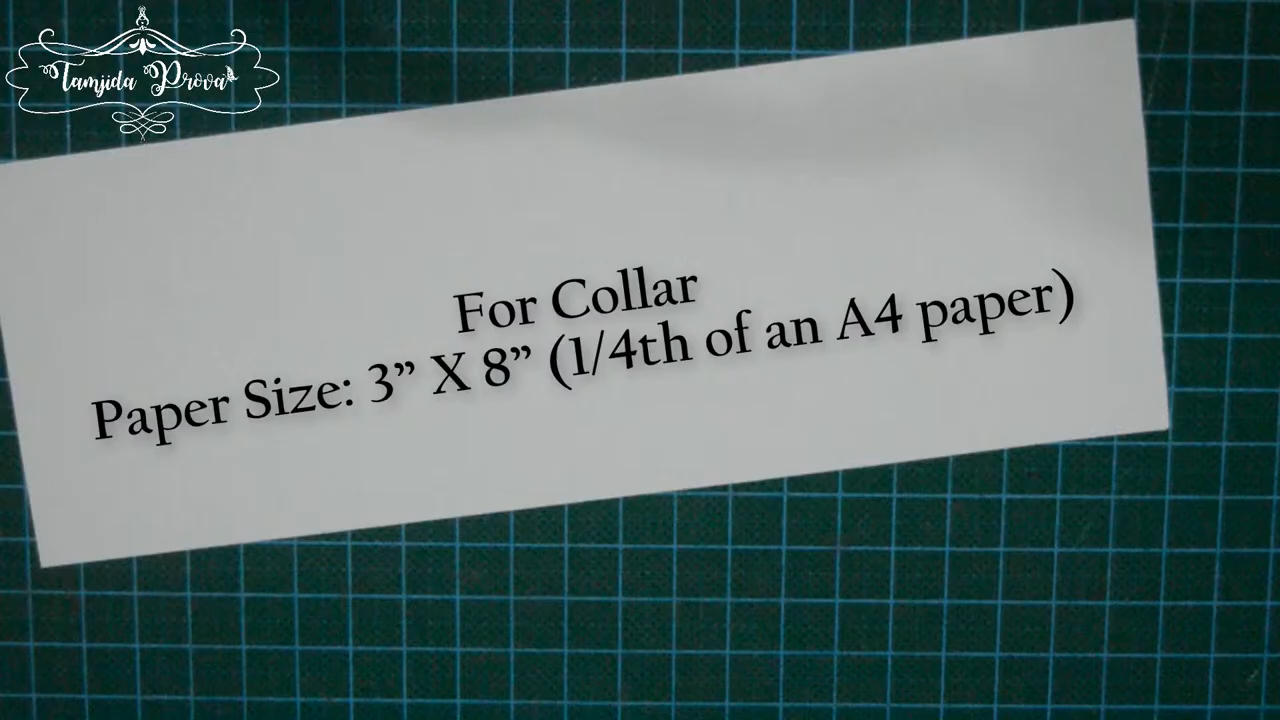 Tamjida Prova
For Collar
Paper Size: 3” X 8” (1/4th of an A4 paper)